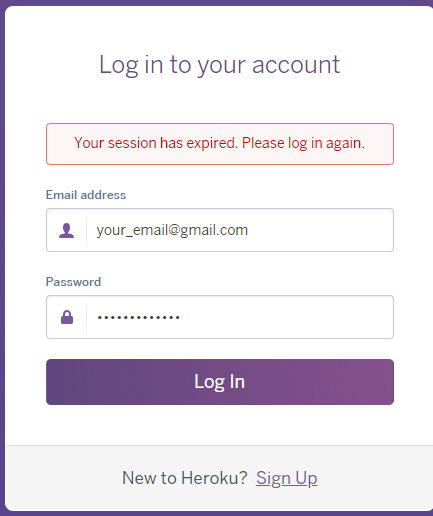 Log in to your account
Your session has expired. Please log in again.
Email address
your_email@gmail.com
Password
•••••••••••••
Log In
New to Heroku? Sign Up